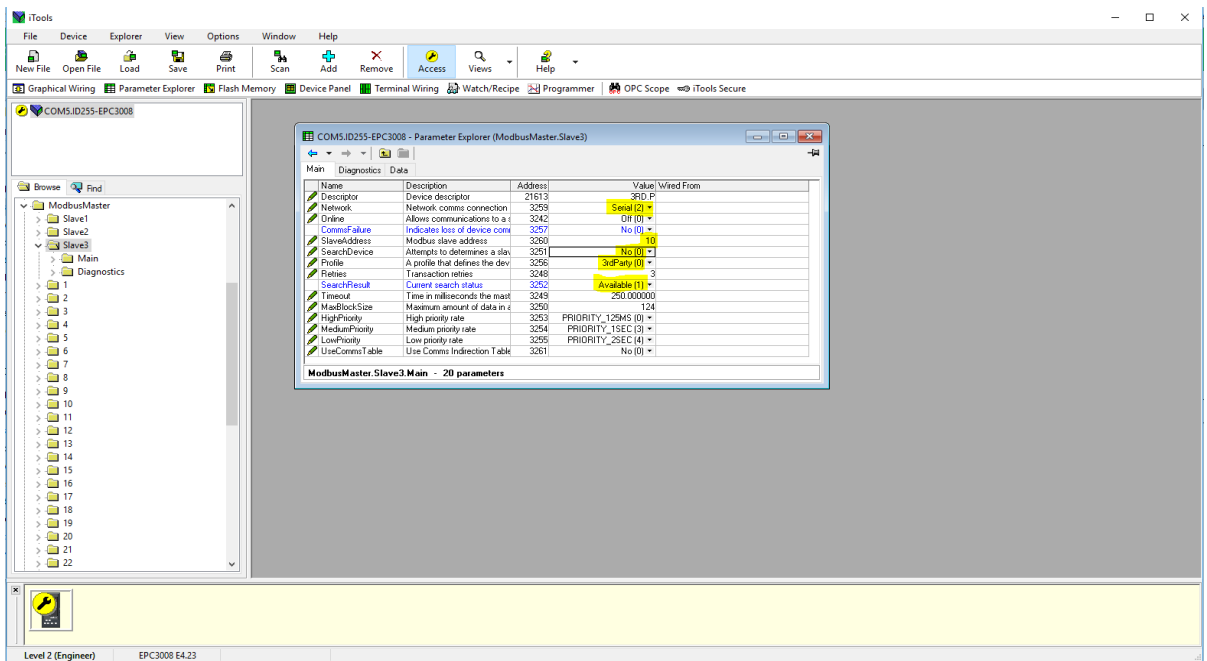 iTools
File Device Explorer View Options Window Help
New File Open File Load Save Print Scan Add Remove Access Views Help
Graphical Wiring Parameter Explorer Flash Memory Device Panel Terminal Wiring Watch/Recipe Programmer OPC Scope iTools Secure
COM5.ID255-EPC3008
Browse Find
ModbusMaster
Slave1
Slave2
Slave3
Main
Diagnostics
1
2
3
4
5
6
7
8
9
10
11
12
13
14
15
16
17
18
19
20
21
22
COM5.ID255-EPC3008 - Parameter Explorer (ModbusMaster.Slave3)
Main Diagnostics Data
Name Description Address Value Wired From
Descriptor Device descriptor 21613 3RD.P
Network Network comms connection 3259 Serial (2)
Online Allows communications to a s 3242 Off (0)
CommsFailure Indicates loss of device com 3257 No (0)
SlaveAddress Modbus slave address 3260 10
SearchDevice Attempts to determines a slav 3251 No (0)
Profile A profile that defines the dev 3256 3rdParty (0)
Retries Transaction retries 3248 3
SearchResult Current search status 3252 Available (1)
Timeout Time in milliseconds the mast 3249 250.000000
MaxBlockSize Maximum amount of data in a 3250 124
HighPriority High priority rate 3253 PRIORITY_125MS (0)
MediumPriority Medium priority rate 3254 PRIORITY_1SEC (3)
LowPriority Low priority rate 3255 PRIORITY_2SEC (4)
UseCommsTable Use Comms Indirection Table 3261 No (0)
ModbusMaster.Slave3.Main - 20 parameters
Level 2 (Engineer) EPC3008 E4.23